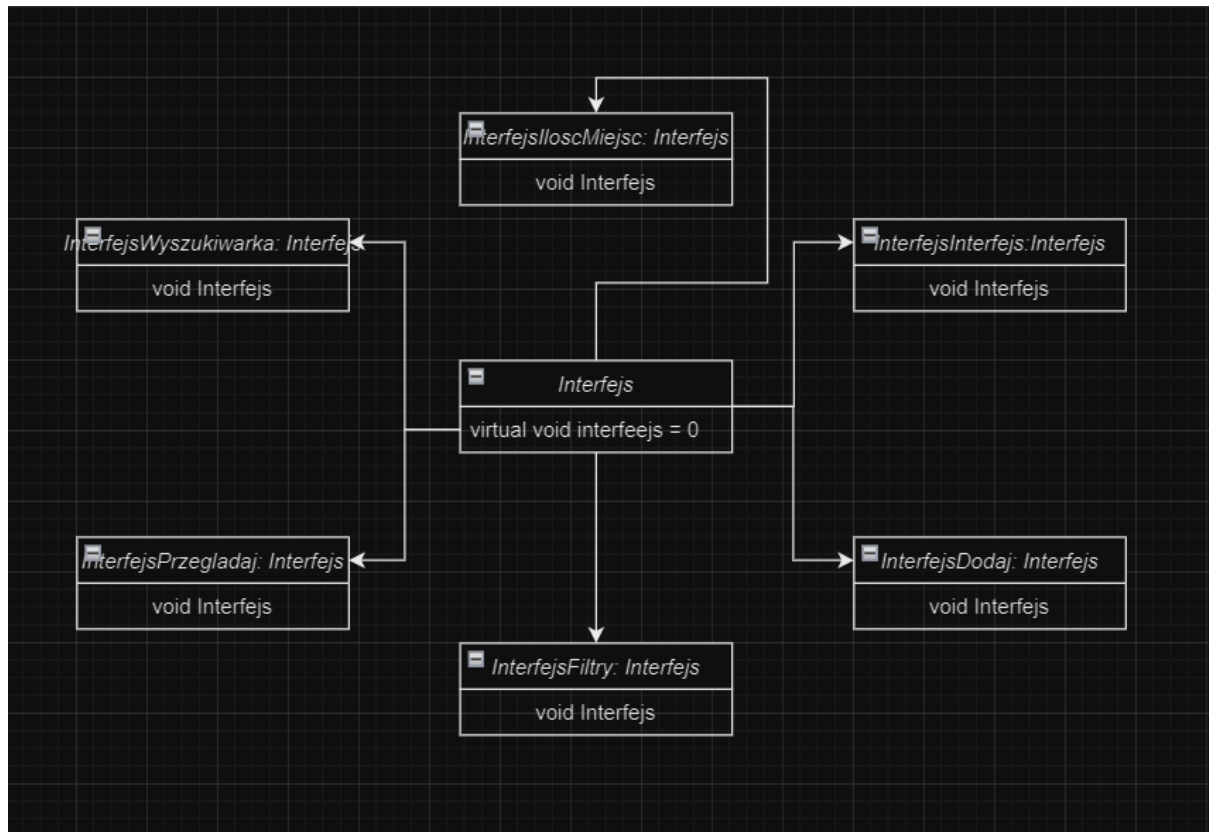 InterfejsIloscMiejsc: Interfejs
void Interfejs
InterfejsWyszukiwarka: Interfejs
void Interfejs
InterfejsInterfejs:Interfejs
void Interfejs
Interfejs
virtual void interfeejs = 0
InterfejsPrzegladaj: Interfejs
void Interfejs
InterfejsDodaj: Interfejs
void Interfejs
InterfejsFiltry: Interfejs
void Interfejs